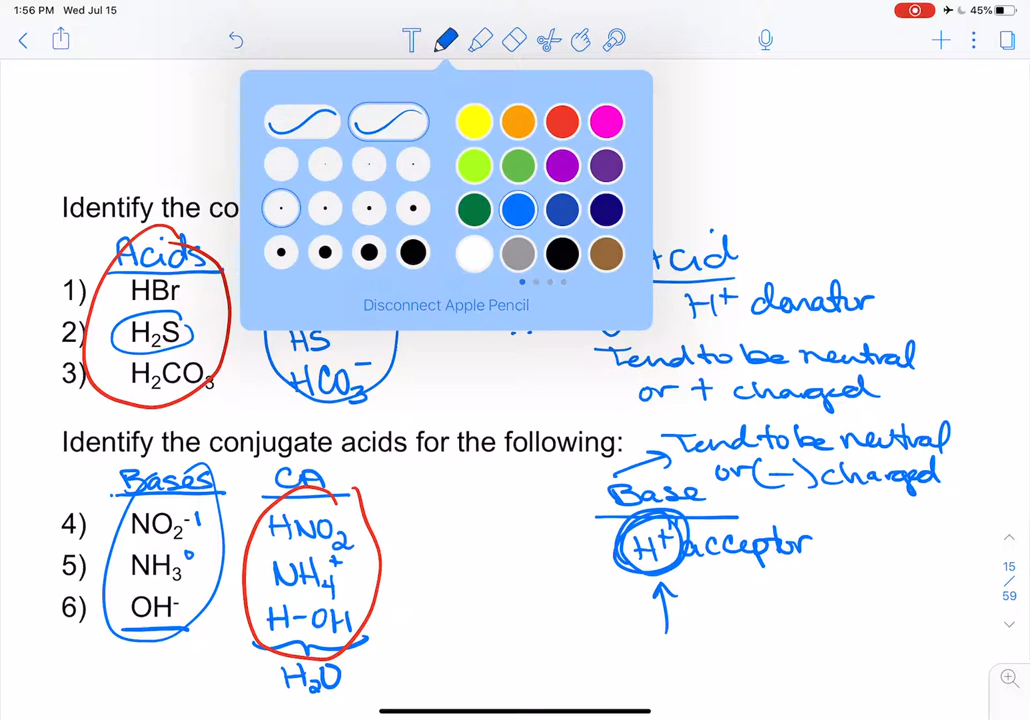 1:56 PM Wed Jul 15
45%
T
Disconnect Apple Pencil
Identify the co
Acids
1) HBr
2) H₂S
3) H₂CO₃
HS
HCO₃⁻
Acid
H⁺ donator
Tend to be neutral
or + charged
Identify the conjugate acids for the following:
Bases
CA
4) NO₂⁻¹ HNO₂
5) NH₃⁰ NH₄⁺
6) OH⁻ H-OH
H₂O
Tend to be neutral
or (-) charged
Base
H⁺ acceptor
15
/
59